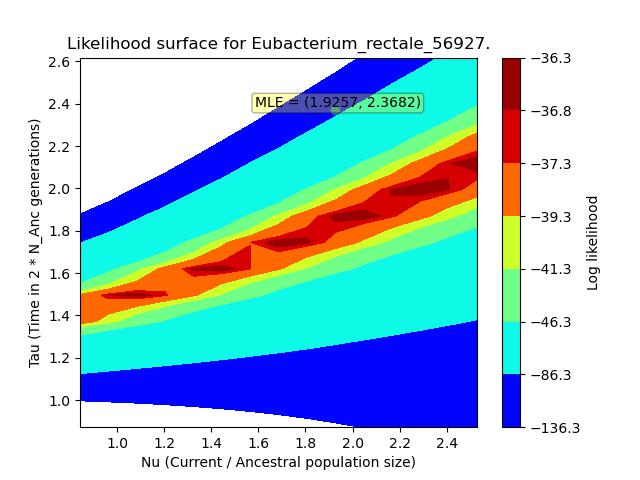 Likelihood surface for Eubacterium_rectale_56927.
MLE = (1.9257, 2.3682)
2.6
2.4
2.2
2.0
1.8
1.6
1.4
1.2
1.0
Tau (Time in 2 * N_Anc generations)
1.0 1.2 1.4 1.6 1.8 2.0 2.2 2.4
Nu (Current / Ancestral population size)
−36.3
−36.8
−37.3
−39.3
−41.3
−46.3
−86.3
−136.3
Log likelihood